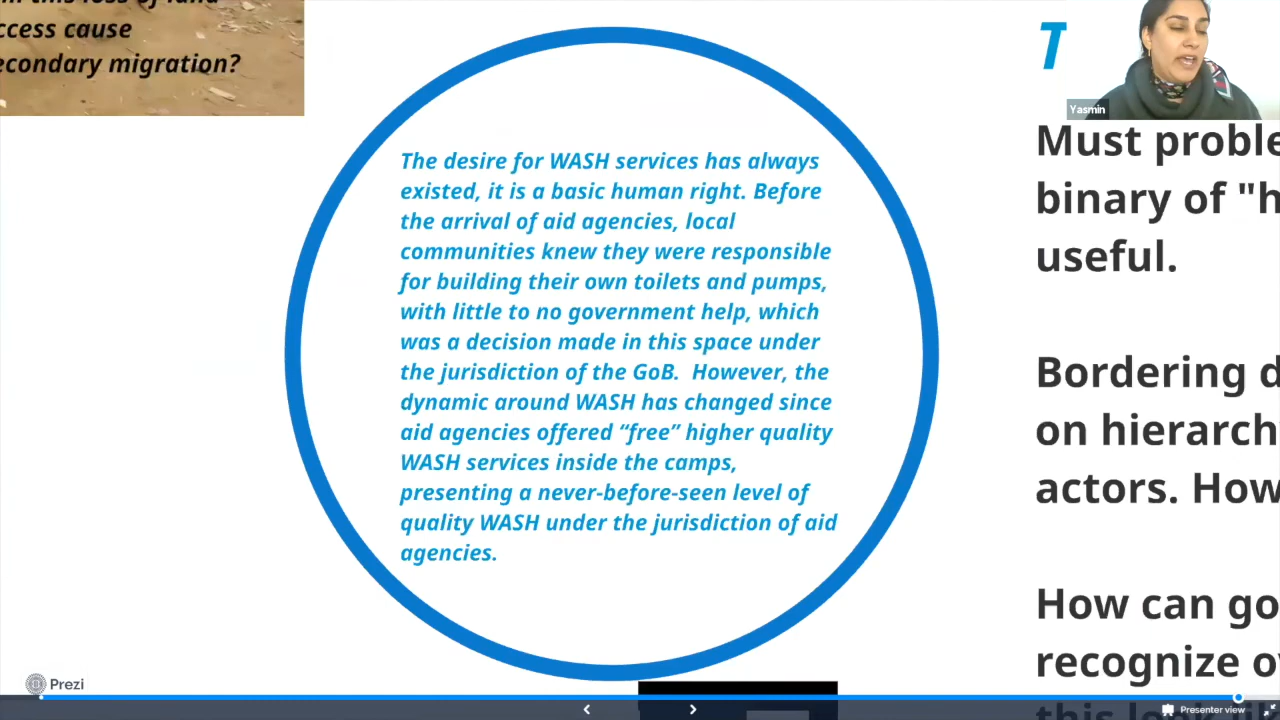 ccess cause
econdary migration?
T
Yasmin
The desire for WASH services has always
existed, it is a basic human right. Before
the arrival of aid agencies, local
communities knew they were responsible
for building their own toilets and pumps,
with little to no government help, which
was a decision made in this space under
the jurisdiction of the GoB.  However, the
dynamic around WASH has changed since
aid agencies offered “free” higher quality
WASH services inside the camps,
presenting a never-before-seen level of
quality WASH under the jurisdiction of aid
agencies.
Must proble
binary of "h
useful.
Bordering d
on hierarch
actors. How
How can go
recognize o
Prezi
Presenter view